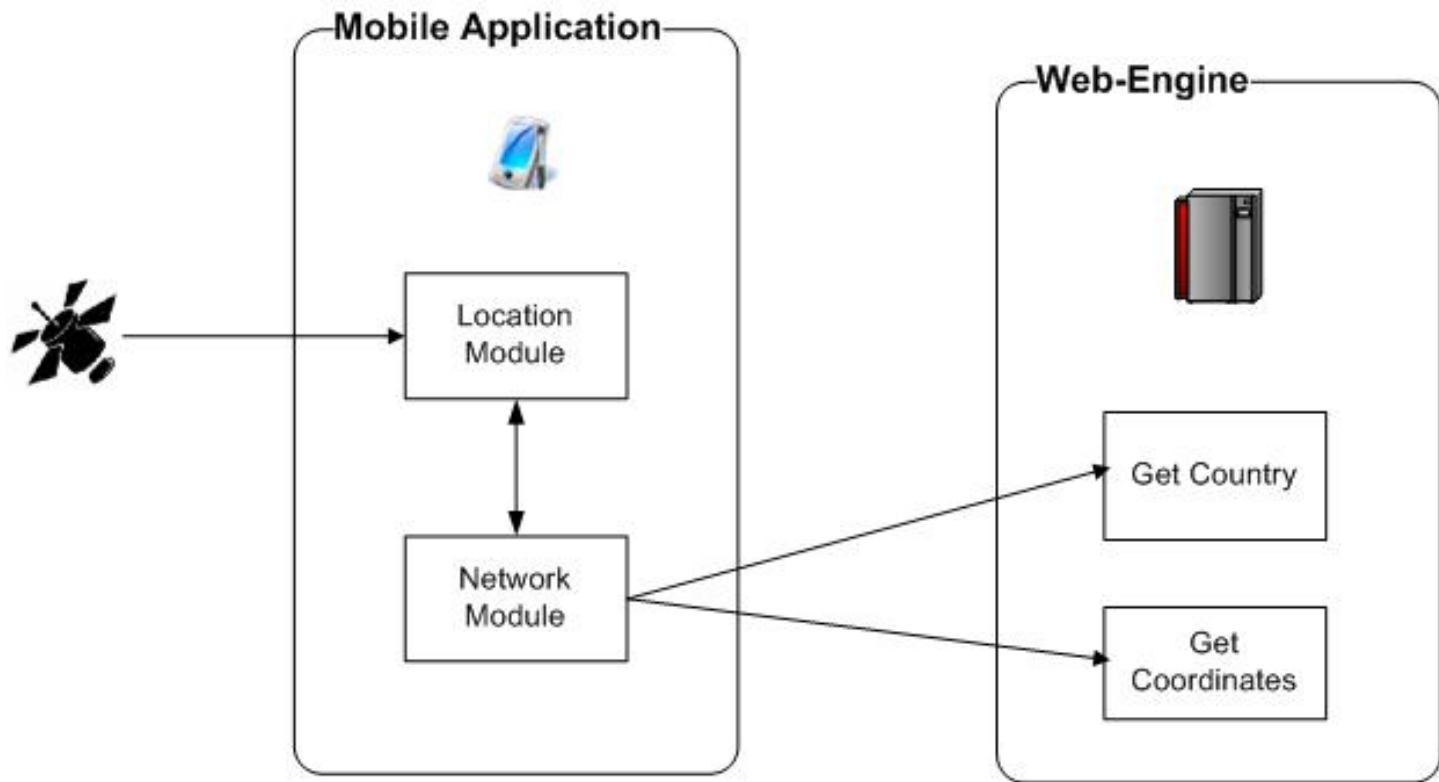 Mobile Application
Web-Engine
Location
Module
Get Country
Network
Module
Get
Coordinates